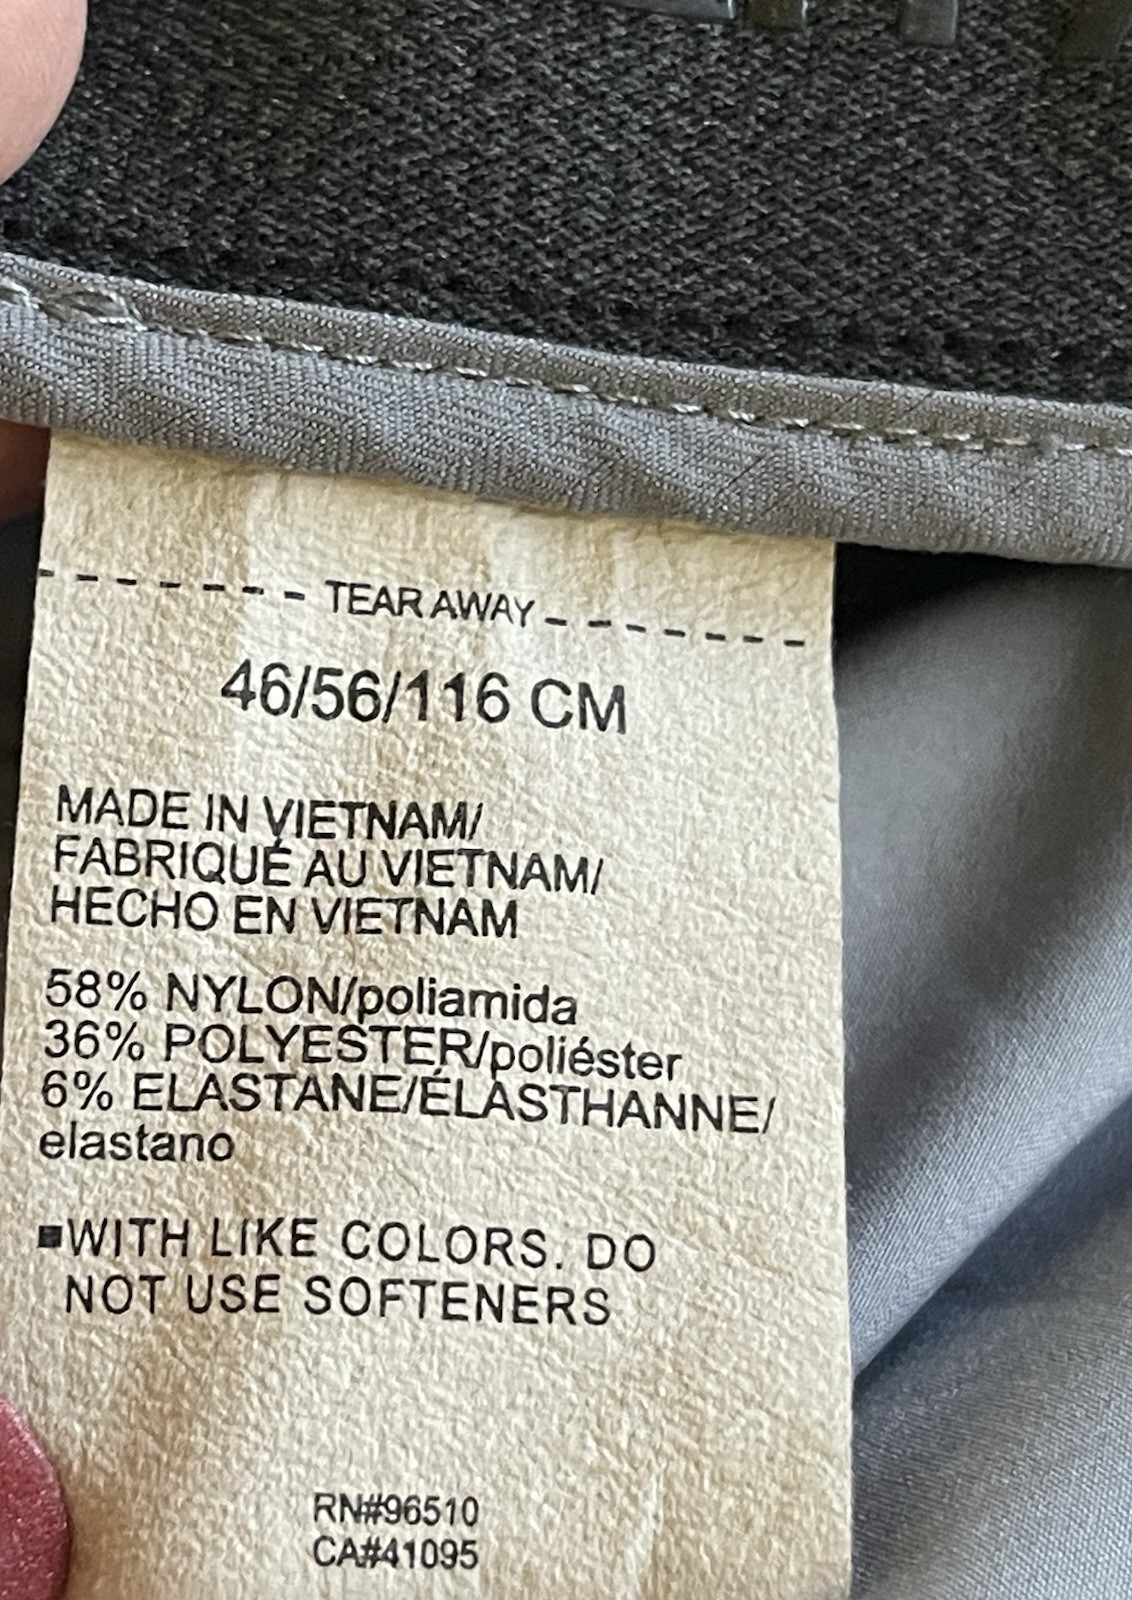 TEAR AWAY
46/56/116 CM
MADE IN VIETNAM/
FABRIQUÉ AU VIETNAM/
HECHO EN VIETNAM
58% NYLON/poliamida
36% POLYESTER/poliéster
6% ELASTANE/ÉLASTHANNE/
elastano
▪WITH LIKE COLORS. DO
NOT USE SOFTENERS
RN#96510
CA#41095